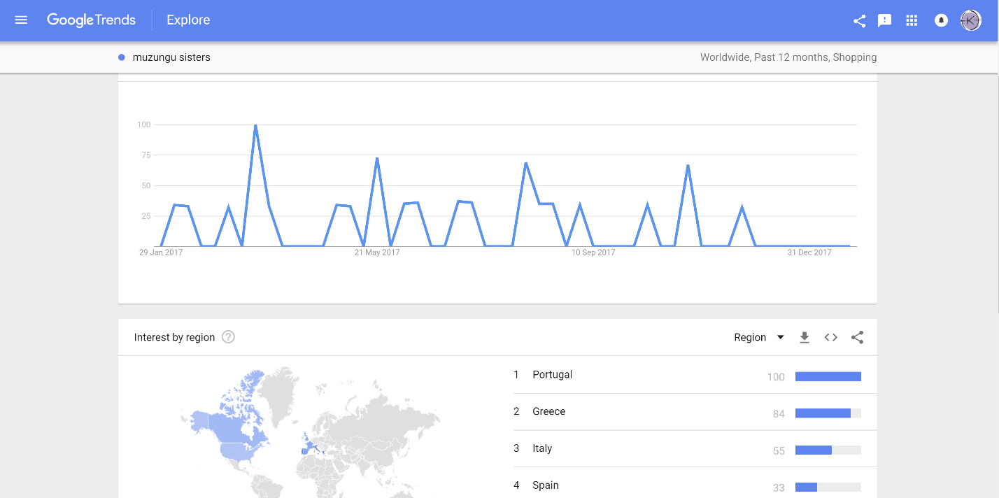 Google Trends Explore K
muzungu sisters Worldwide, Past 12 months, Shopping
100
75
50
25
29 Jan 2017 21 May 2017 10 Sep 2017 31 Dec 2017
Interest by region ? Region
1 Portugal 100
2 Greece 84
3 Italy 55
4 Spain 33